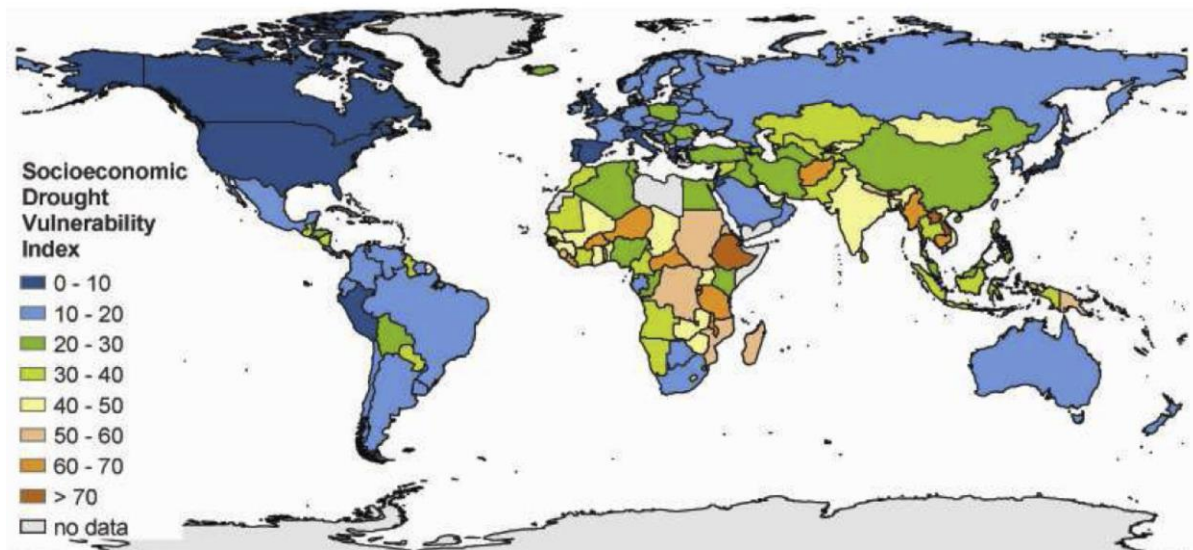 Socioeconomic
Drought
Vulnerability
Index
0 - 10
10 - 20
20 - 30
30 - 40
40 - 50
50 - 60
60 - 70
> 70
no data